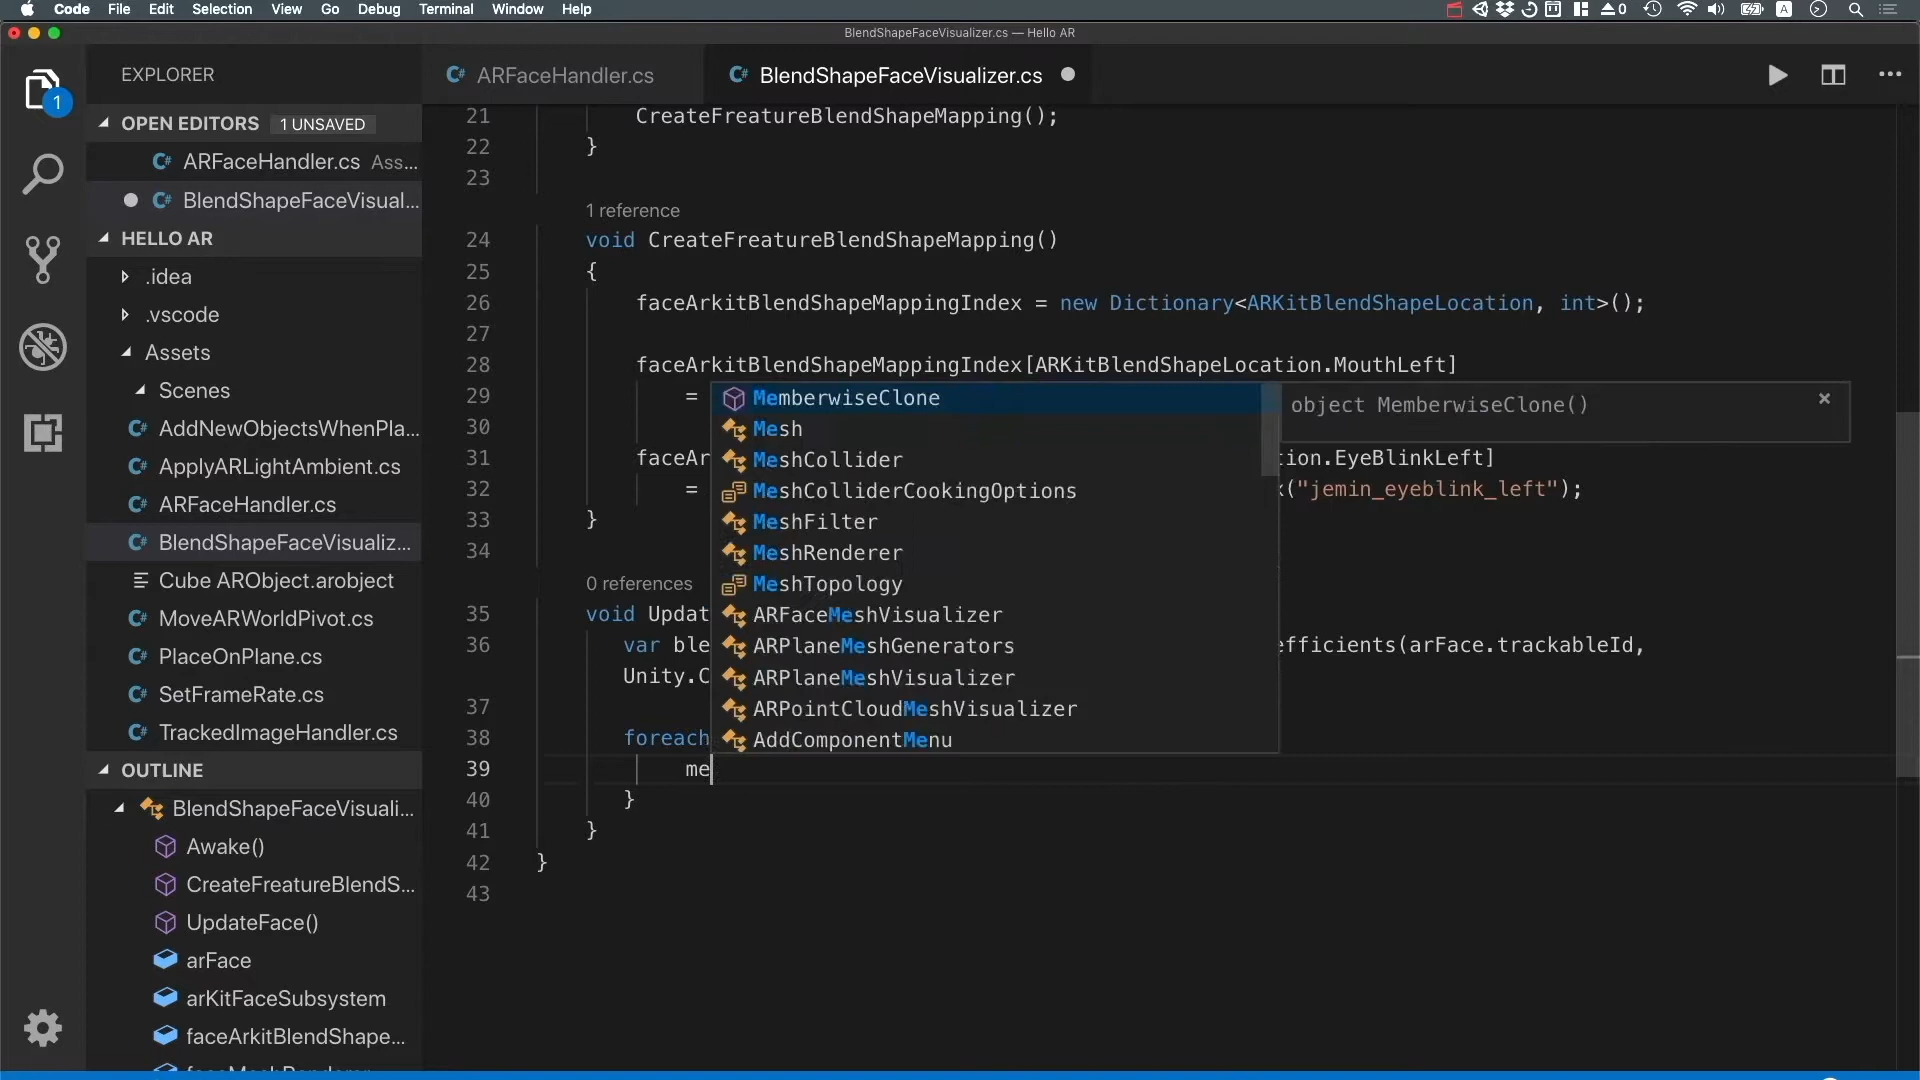 Code File Edit Selection View Go Debug Terminal Window Help
0
A
BlendShapeFaceVisualizer.cs — Hello AR
1
EXPLORER
OPEN EDITORS 1 UNSAVED
C# ARFaceHandler.cs Ass...
C# BlendShapeFaceVisual...
HELLO AR
.idea
.vscode
Assets
Scenes
C# AddNewObjectsWhenPla...
C# ApplyARLightAmbient.cs
C# ARFaceHandler.cs
C# BlendShapeFaceVisualiz...
Cube ARObject.arobject
C# MoveARWorldPivot.cs
C# PlaceOnPlane.cs
C# SetFrameRate.cs
C# TrackedImageHandler.cs
OUTLINE
BlendShapeFaceVisuali...
Awake()
CreateFreatureBlendS...
UpdateFace()
arFace
arKitFaceSubsystem
faceArkitBlendShape...
C# ARFaceHandler.cs
C# BlendShapeFaceVisualizer.cs
21 CreateFreatureBlendShapeMapping();
22 }
23
1 reference
24 void CreateFreatureBlendShapeMapping()
25 {
26 faceArkitBlendShapeMappingIndex = new Dictionary<ARKitBlendShapeLocation, int>();
27
28 faceArkitBlendShapeMappingIndex[ARKitBlendShapeLocation.MouthLeft]
29 =
30
31 faceAr tion.EyeBlinkLeft]
32 = x("jemin_eyeblink_left");
33 }
34
0 references
35 void Updat
36 var ble efficients(arFace.trackableId,
Unity.C
37
38 foreach
39 me
40 }
41 }
42 }
43
MemberwiseClone
Mesh
MeshCollider
MeshColliderCookingOptions
MeshFilter
MeshRenderer
MeshTopology
ARFaceMeshVisualizer
ARPlaneMeshGenerators
ARPlaneMeshVisualizer
ARPointCloudMeshVisualizer
AddComponentMenu
object MemberwiseClone()